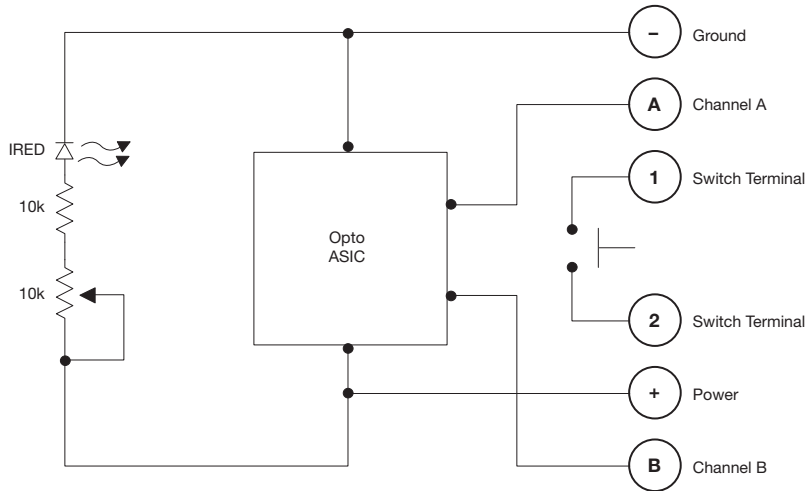 – Ground
A Channel A
IRED
1 Switch Terminal
10k
Opto
ASIC
10k
2 Switch Terminal
+ Power
B Channel B